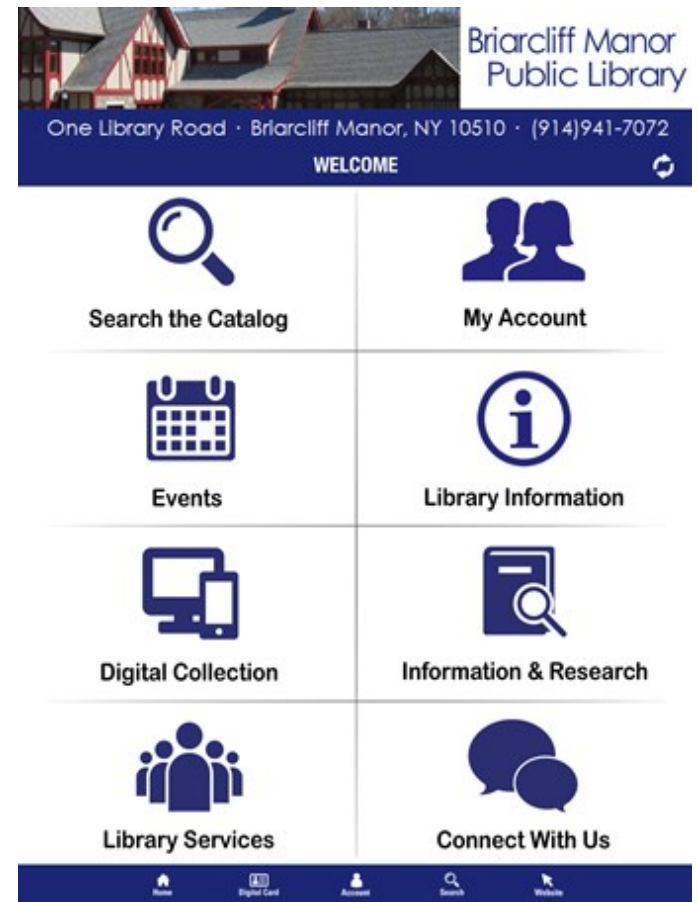 Briarcliff Manor
Public Library
One Library Road · Briarcliff Manor, NY 10510 · (914)941-7072
WELCOME
Search the Catalog
My Account
Events
Library Information
Digital Collection
Information & Research
Library Services
Connect With Us
Home Digital Card Account Search Website